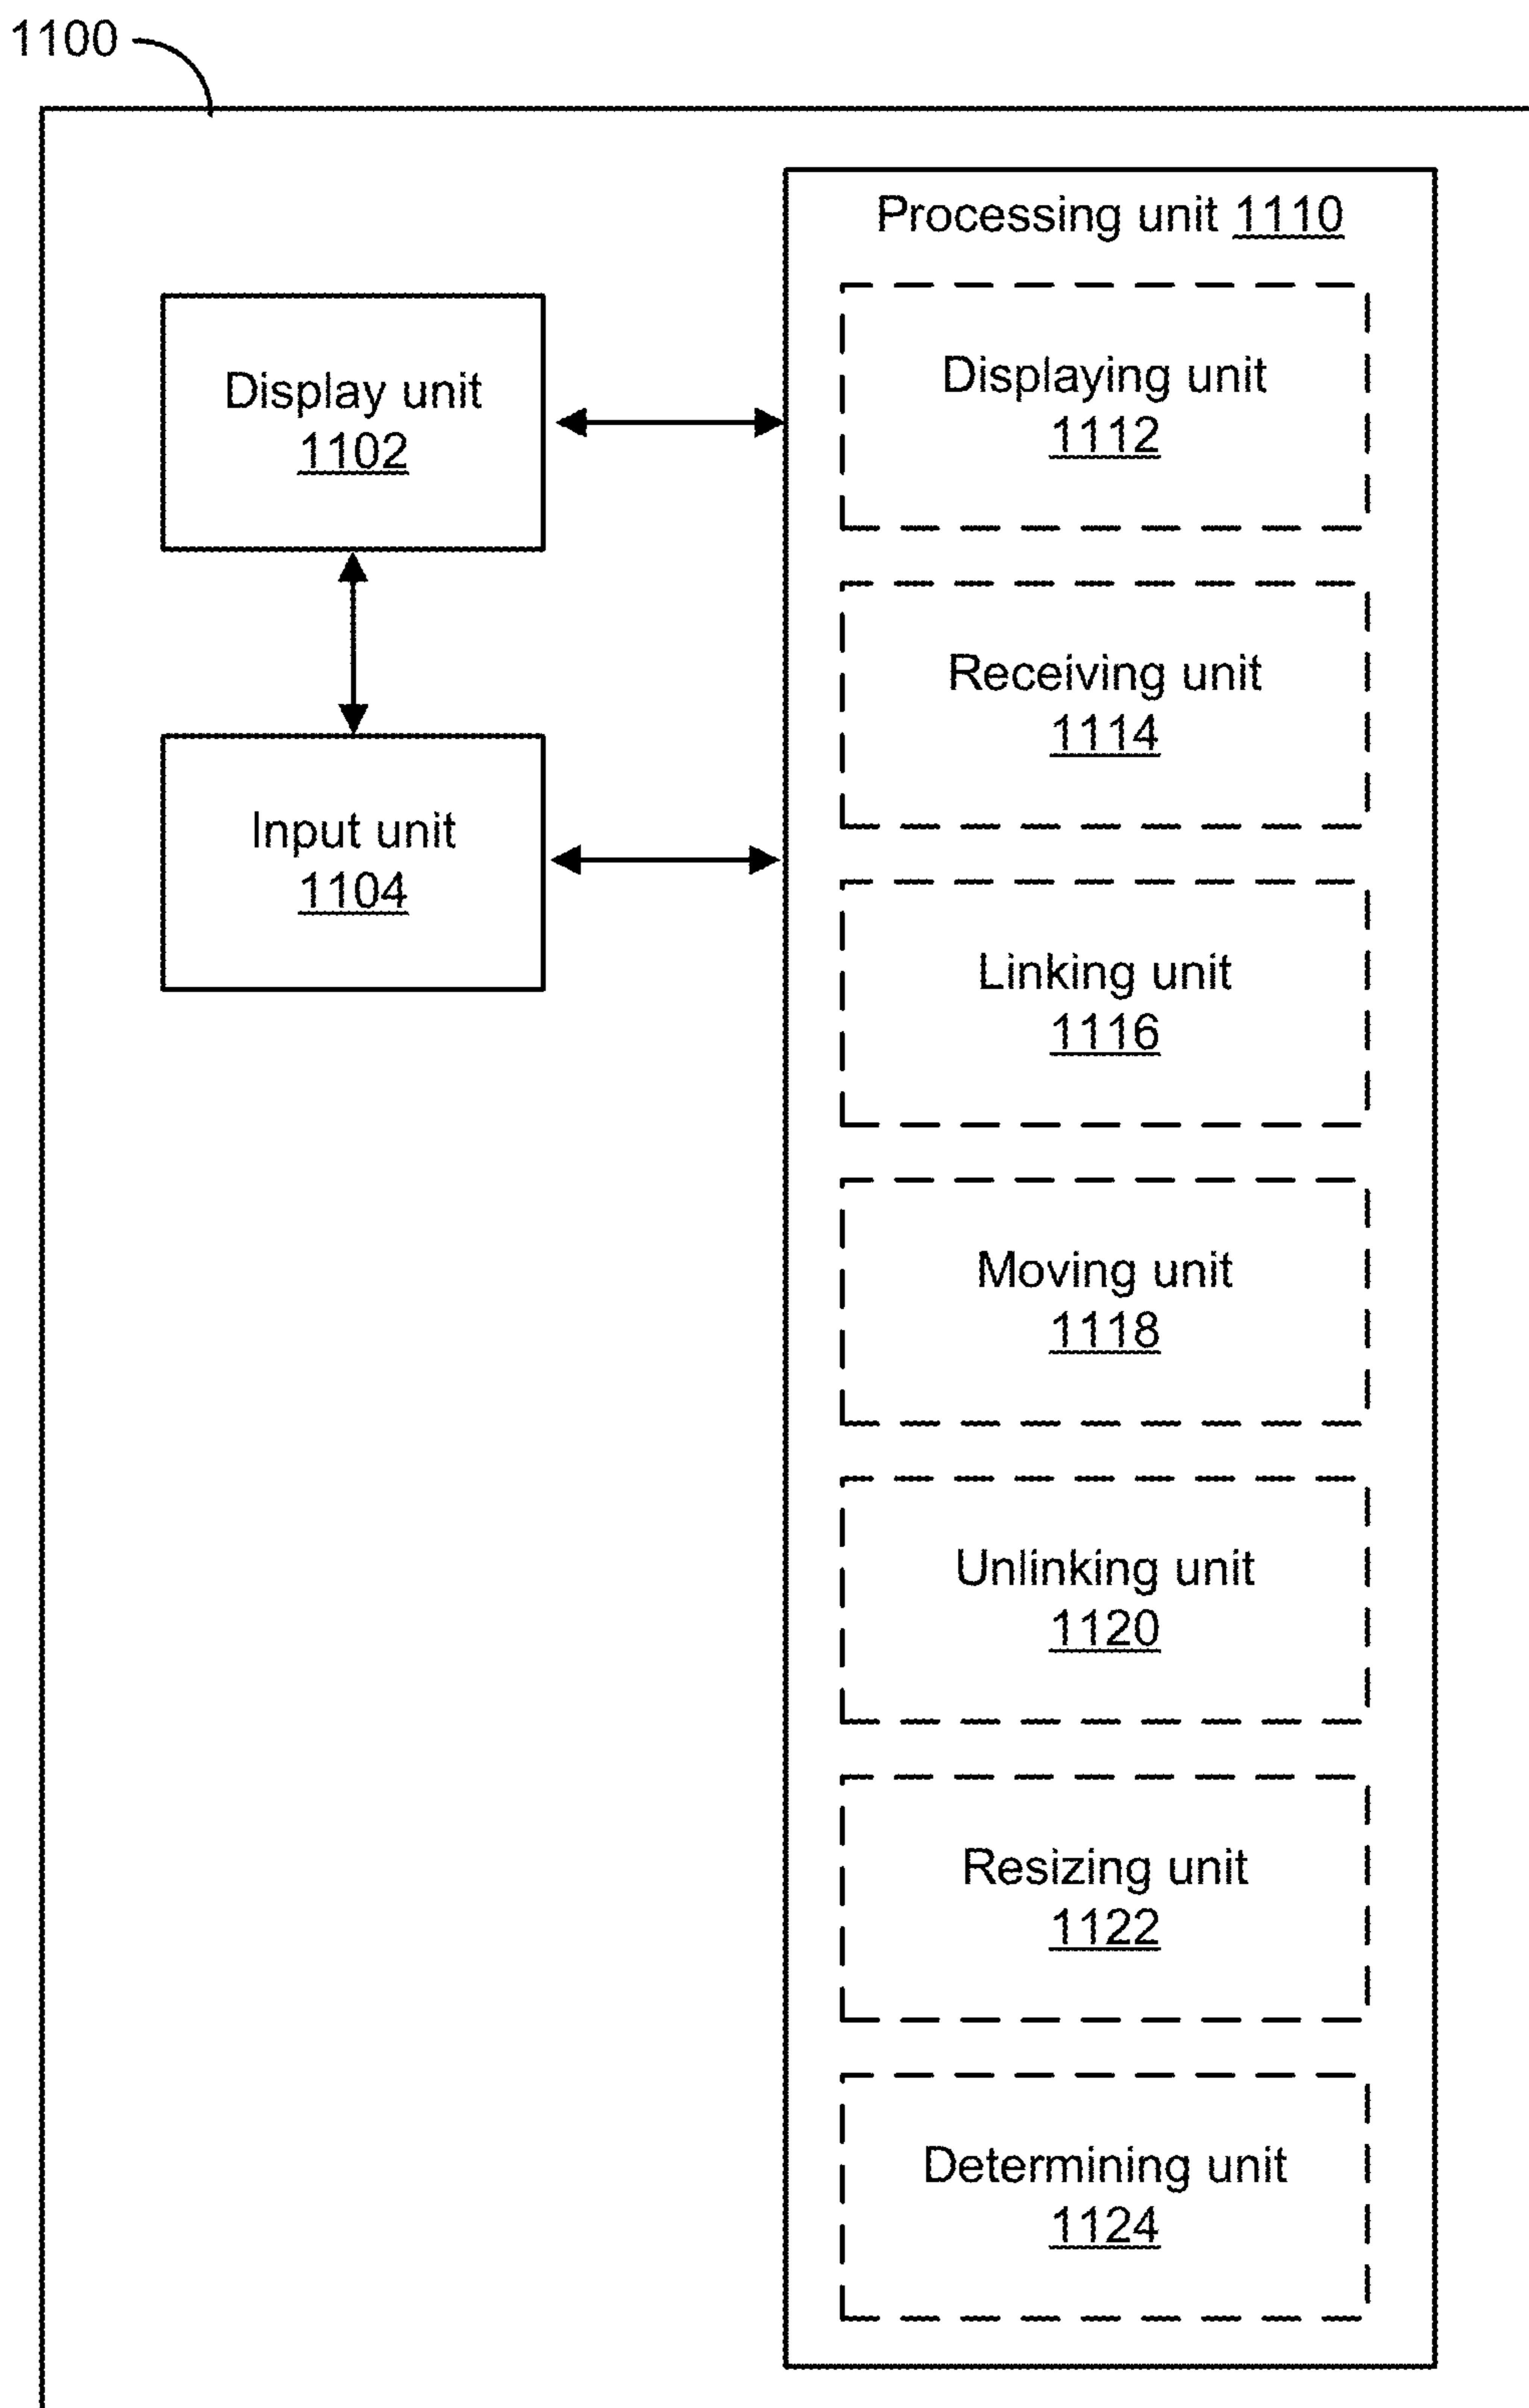 1100
Processing unit 1110
Display unit
1102
Input unit
1104
Displaying unit
1112
Receiving unit
1114
Linking unit
1116
Moving unit
1118
Unlinking unit
1120
Resizing unit
1122
Determining unit
1124